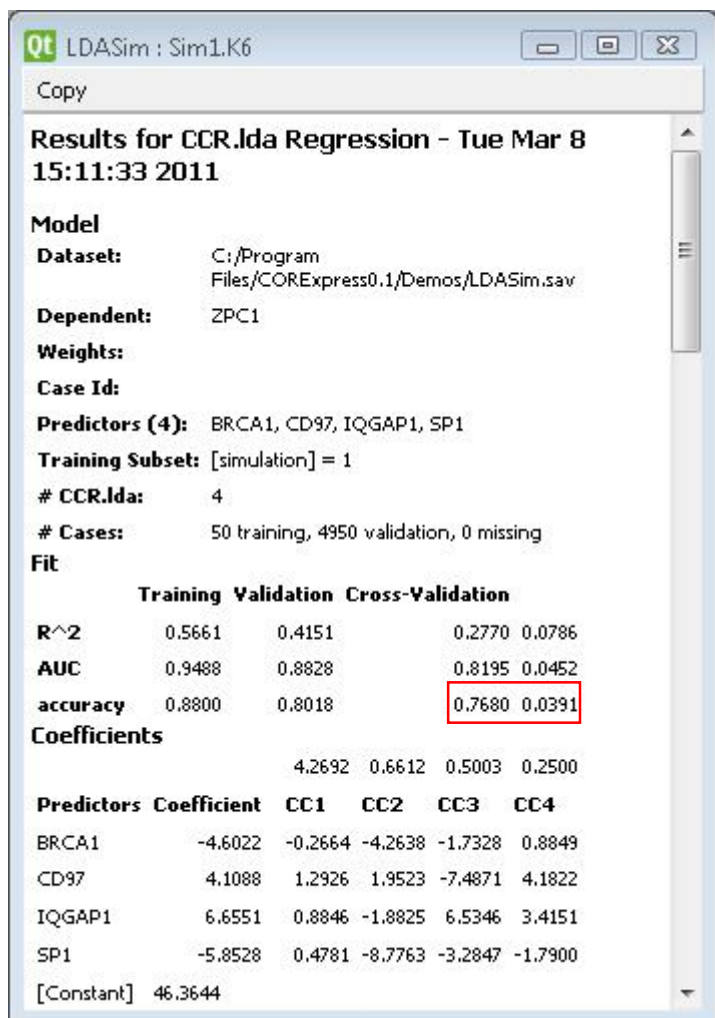 Qt LDASim : Sim1.K6
Copy
Results for CCR.lda Regression - Tue Mar 8
15:11:33 2011
Model
Dataset: C:/Program
Files/CORExpress0.1/Demos/LDASim.sav
Dependent: ZPC1
Weights:
Case Id:
Predictors (4): BRCA1, CD97, IQGAP1, SP1
Training Subset: [simulation] = 1
# CCR.lda: 4
# Cases: 50 training, 4950 validation, 0 missing
Fit
Training Validation Cross-Validation
R^2 0.5661 0.4151 0.2770 0.0786
AUC 0.9488 0.8828 0.8195 0.0452
accuracy 0.8800 0.8018 0.7680 0.0391
Coefficients
4.2692 0.6612 0.5003 0.2500
Predictors Coefficient CC1 CC2 CC3 CC4
BRCA1 -4.6022 -0.2664 -4.2638 -1.7328 0.8849
CD97 4.1088 1.2926 1.9523 -7.4871 4.1822
IQGAP1 6.6551 0.8846 -1.8825 6.5346 3.4151
SP1 -5.8528 0.4781 -8.7763 -3.2847 -1.7900
[Constant] 46.3644